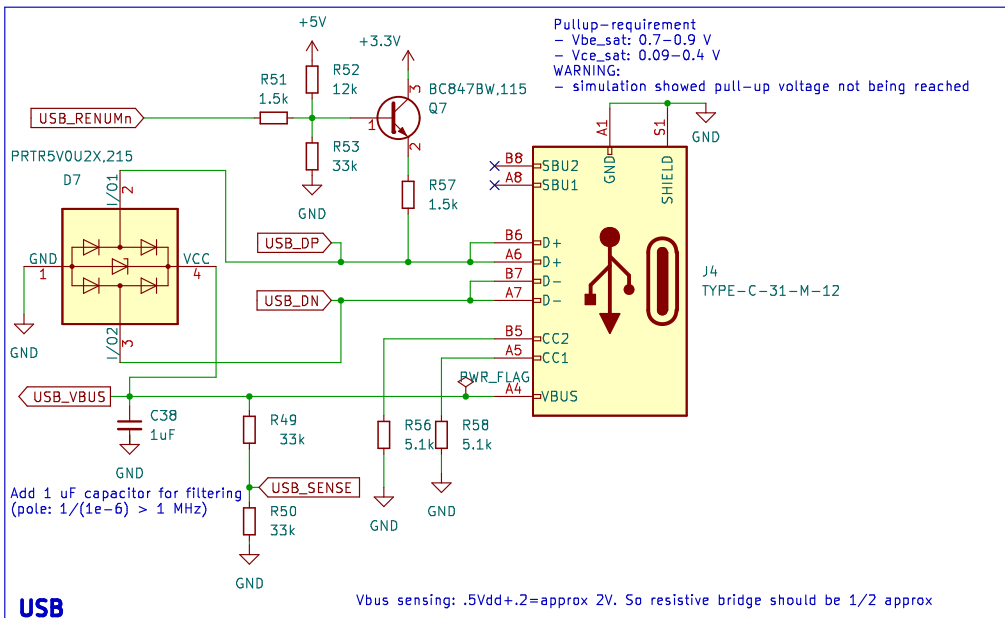 +5V
Pullup-requirement
- Vbe_sat: 0.7-0.9 V
- Vce_sat: 0.09-0.4 V
WARNING:
- simulation showed pull-up voltage not being reached
+3.3V
R51
1.5k
R52
12k
3
BC847BW,115
Q7
1
2
USB_RENUMn
A1
S1
GND
PRTR5V0U2X,215
D7
R53
33k
GND
B8
SBU2
A8
SBU1
GND
SHIELD
I/O1
2
R57
1.5k
USB_DP
B6
D+
A6
D+
B7
D-
A7
D-
GND
1
VCC
4
USB_DN
J4
TYPE-C-31-M-12
GND
I/O2
3
B5
CC2
A5
CC1
PWR_FLAG
A4
VBUS
USB_VBUS
C38
1uF
GND
R49
33k
R56
5.1k
R58
5.1k
Add 1 uF capacitor for filtering
(pole: 1/(1e-6) > 1 MHz)
USB_SENSE
R50
33k
GND
GND
GND
USB
Vbus sensing: .5Vdd+.2=approx 2V. So resistive bridge should be 1/2 approx